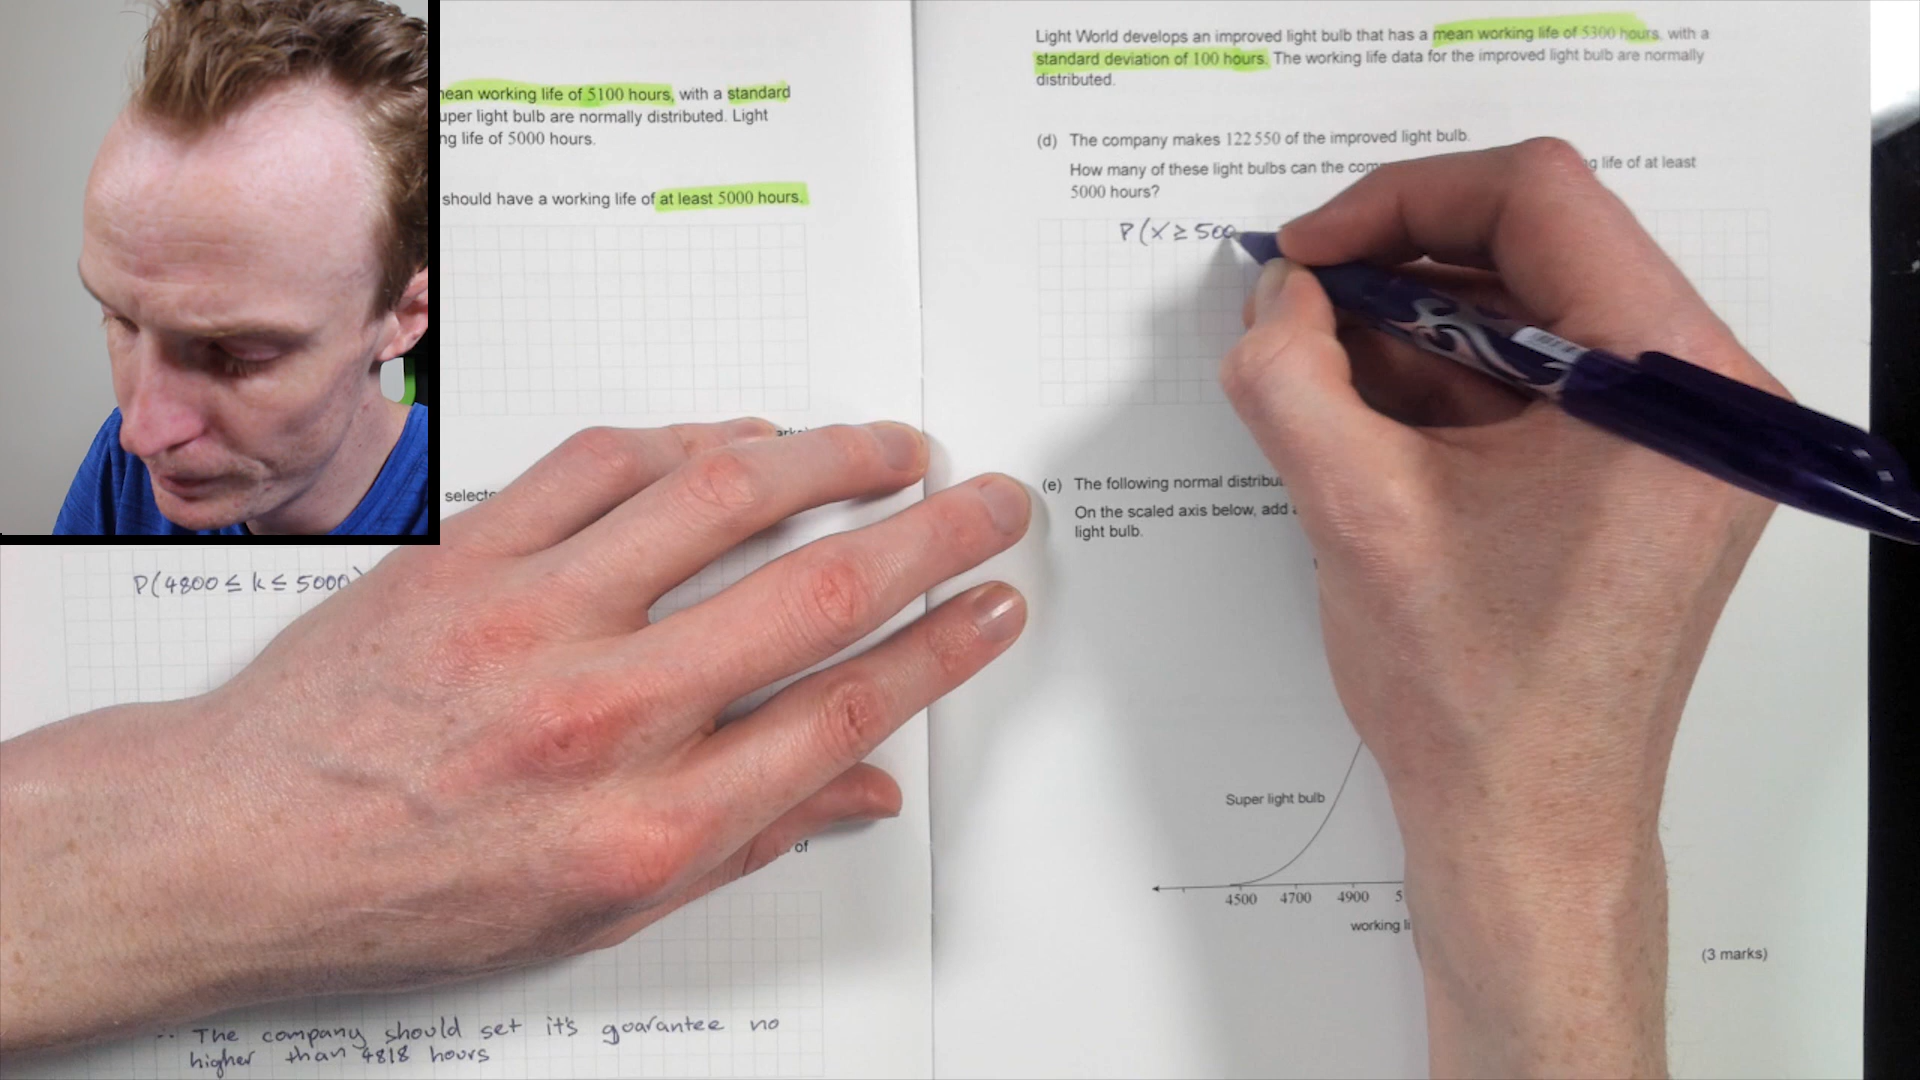 mean working life of 5100 hours, with a standard
uper light bulb are normally distributed. Light
ng life of 5000 hours.
should have a working life of at least 5000 hours.
P(4800 ≤ k ≤ 5000)
of
∴ The company should set it's guarantee no
higher than 4818 hours
Light World develops an improved light bulb that has a mean working life of 5300 hours, with a
standard deviation of 100 hours. The working life data for the improved light bulb are normally
distributed.
(d) The company makes 122 550 of the improved light bulb.
How many of these light bulbs can the com life of at least
5000 hours?
P(X ≥ 500
(e) The following normal distribu
On the scaled axis below, add
light bulb.
Super light bulb
4500 4700 4900 5
working li
(3 marks)